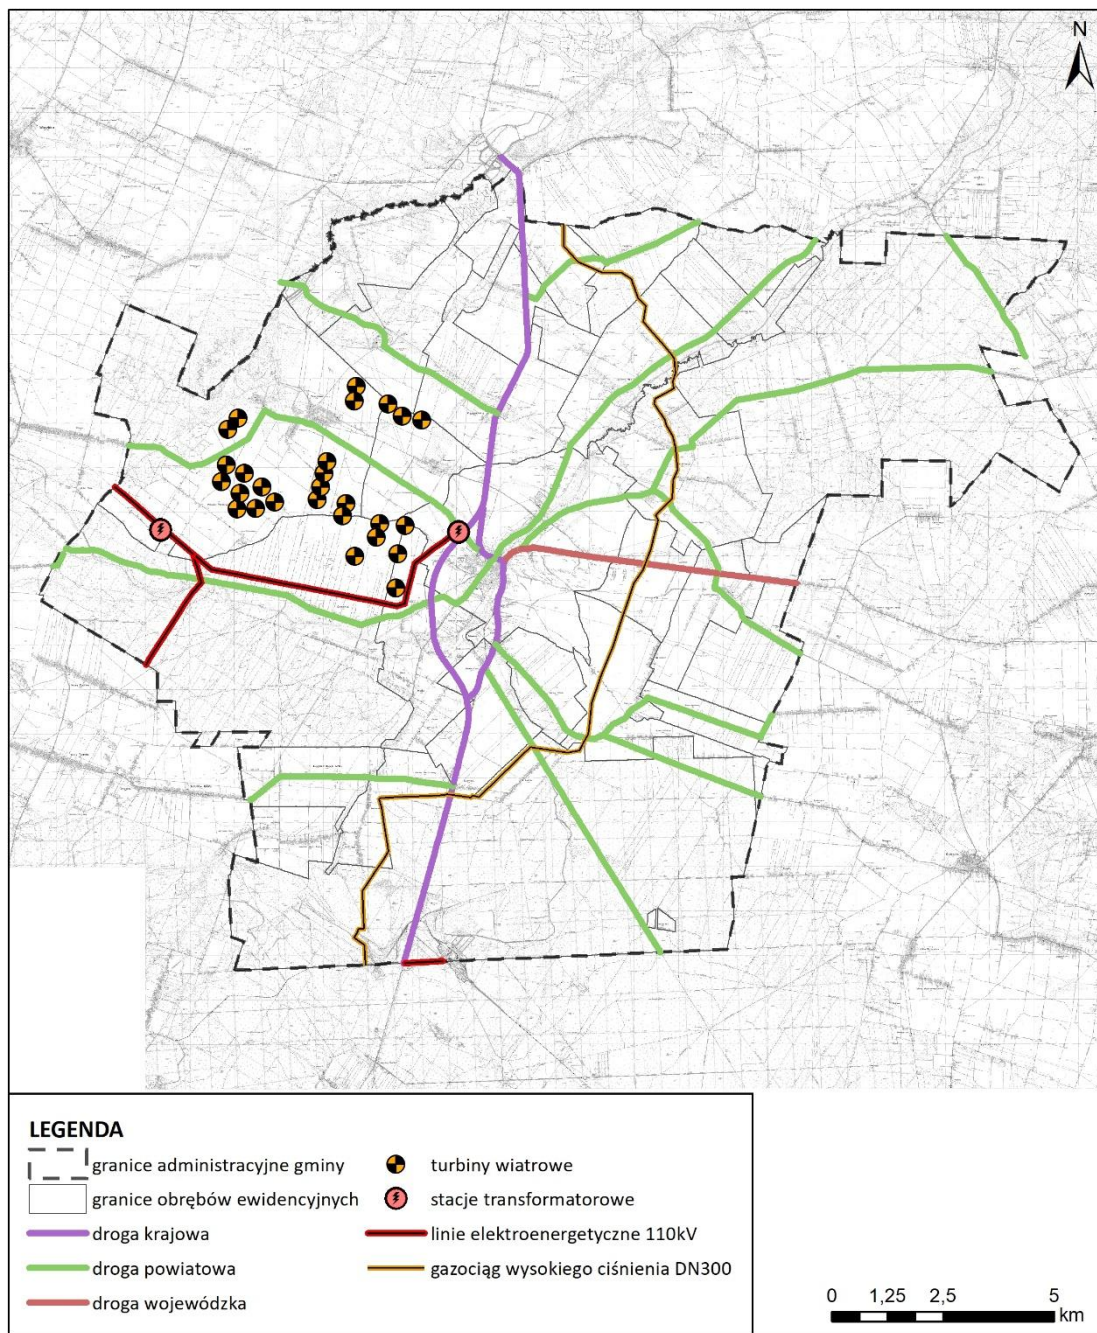 N
LEGENDA
granice administracyjne gminy
turbiny wiatrowe
granice obrębów ewidencyjnych
stacje transformatorowe
droga krajowa
linie elektroenergetyczne 110kV
droga powiatowa
gazociąg wysokiego ciśnienia DN300
droga wojewódzka
0 1,25 2,5 5
km